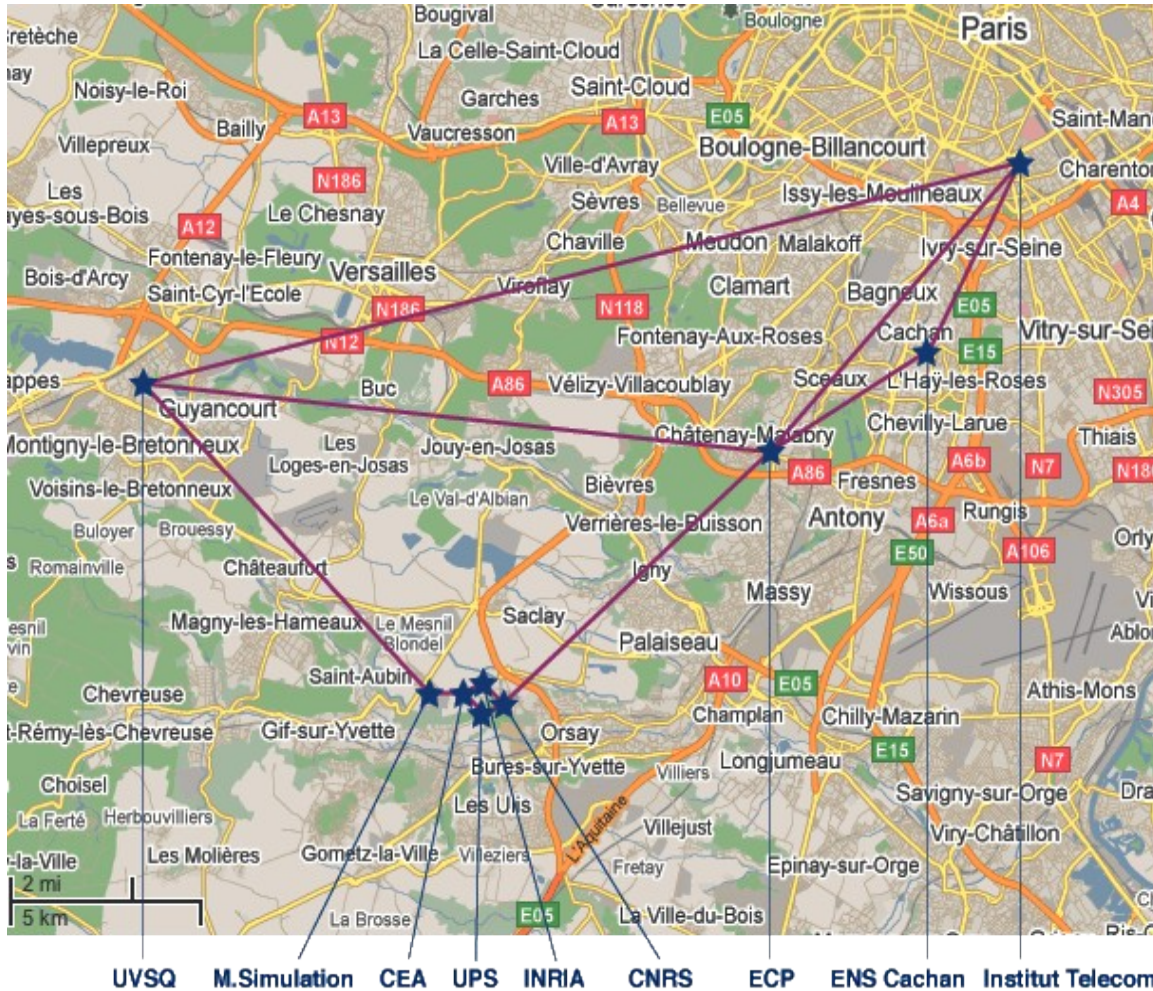 Bougival
Boulogne
Paris
La Celle-Saint-Cloud
Noisy-le-Roi
Garches
Saint-Cloud
A13
E05
Bailly
Vaucresson
A13
Saint-Man
Villepreux
Boulogne-Billancourt
Ville-d'Avray
Charenton
N186
Les
Issy-les-Moulineaux
Sèvres
Bellevue
A4
Le Chesnay
A12
Chaville
Meudon
Malakoff
Ivry-sur-Seine
Fontenay-le-Fleury
Versailles
Bois-d'Arcy
Viroflay
Clamart
Bagneux
Saint-Cyr-l'Ecole
N186
N118
E05
Fontenay-Aux-Roses
Cachan
Vitry-sur-Sei
N12
E15
Buc
A86
Vélizy-Villacoublay
Sceaux
L'Haÿ-les-Roses
N305
Guyancourt
Chevilly-Larue
Châtenay-Malabry
Thiais
Montigny-le-Bretonneux
Les
Loges-en-Josas
Jouy-en-Josas
A86
A6b
N7
N186
Fresnes
Bièvres
Voisins-le-Bretonneux
Le Val-d'Albian
Rungis
Buloyer
Brouessy
Verrières-le-Buisson
Antony
A6a
Orly
E50
A106
Romainville
Châteaufort
Igny
Massy
Wissous
Magny-les-Hameaux
Le Mesnil
Blondel
Saclay
Palaiseau
Saint-Aubin
A10
E05
Chevreuse
Athis-Mons
Champlan
Chilly-Mazarin
Gif-sur-Yvette
Orsay
E15
N7
Longjumeau
Bures-sur-Yvette
Villiers
Choisel
Savigny-sur-Orge
Les Ulis
La Ferté
Herbouvilliers
L'Aquitaine
Villejust
Viry-Châtillon
Les Molières
Gometz-la-Ville
Villeziers
Fretay
Epinay-sur-Orge
2 mi
5 km
La Brosse
E05
La Ville-du-Bois
UVSQ M.Simulation CEA UPS INRIA CNRS ECP ENS Cachan Institut Telecom